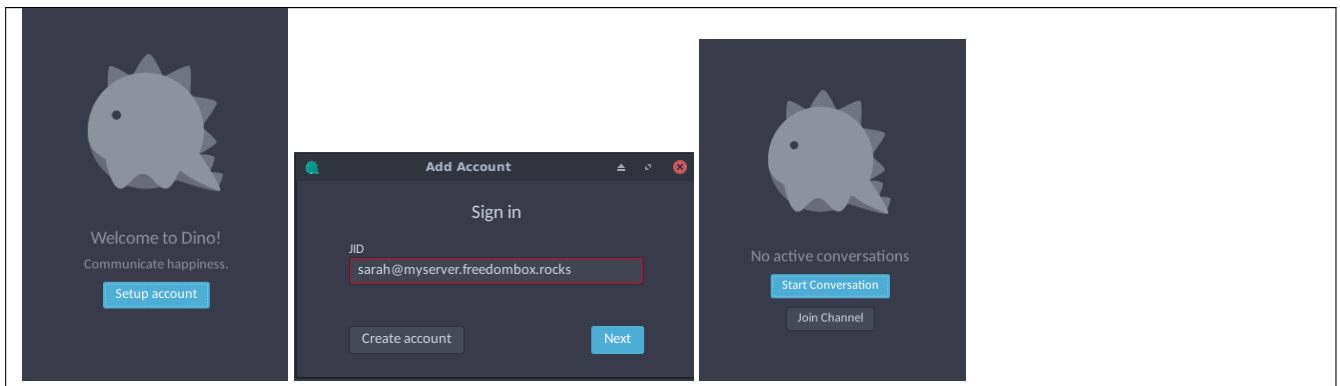 Welcome to Dino!
Communicate happiness.
Setup account
Add Account
Sign in
JID
sarah@myserver.freedombox.rocks
Create account
Next
No active conversations
Start Conversation
Join Channel